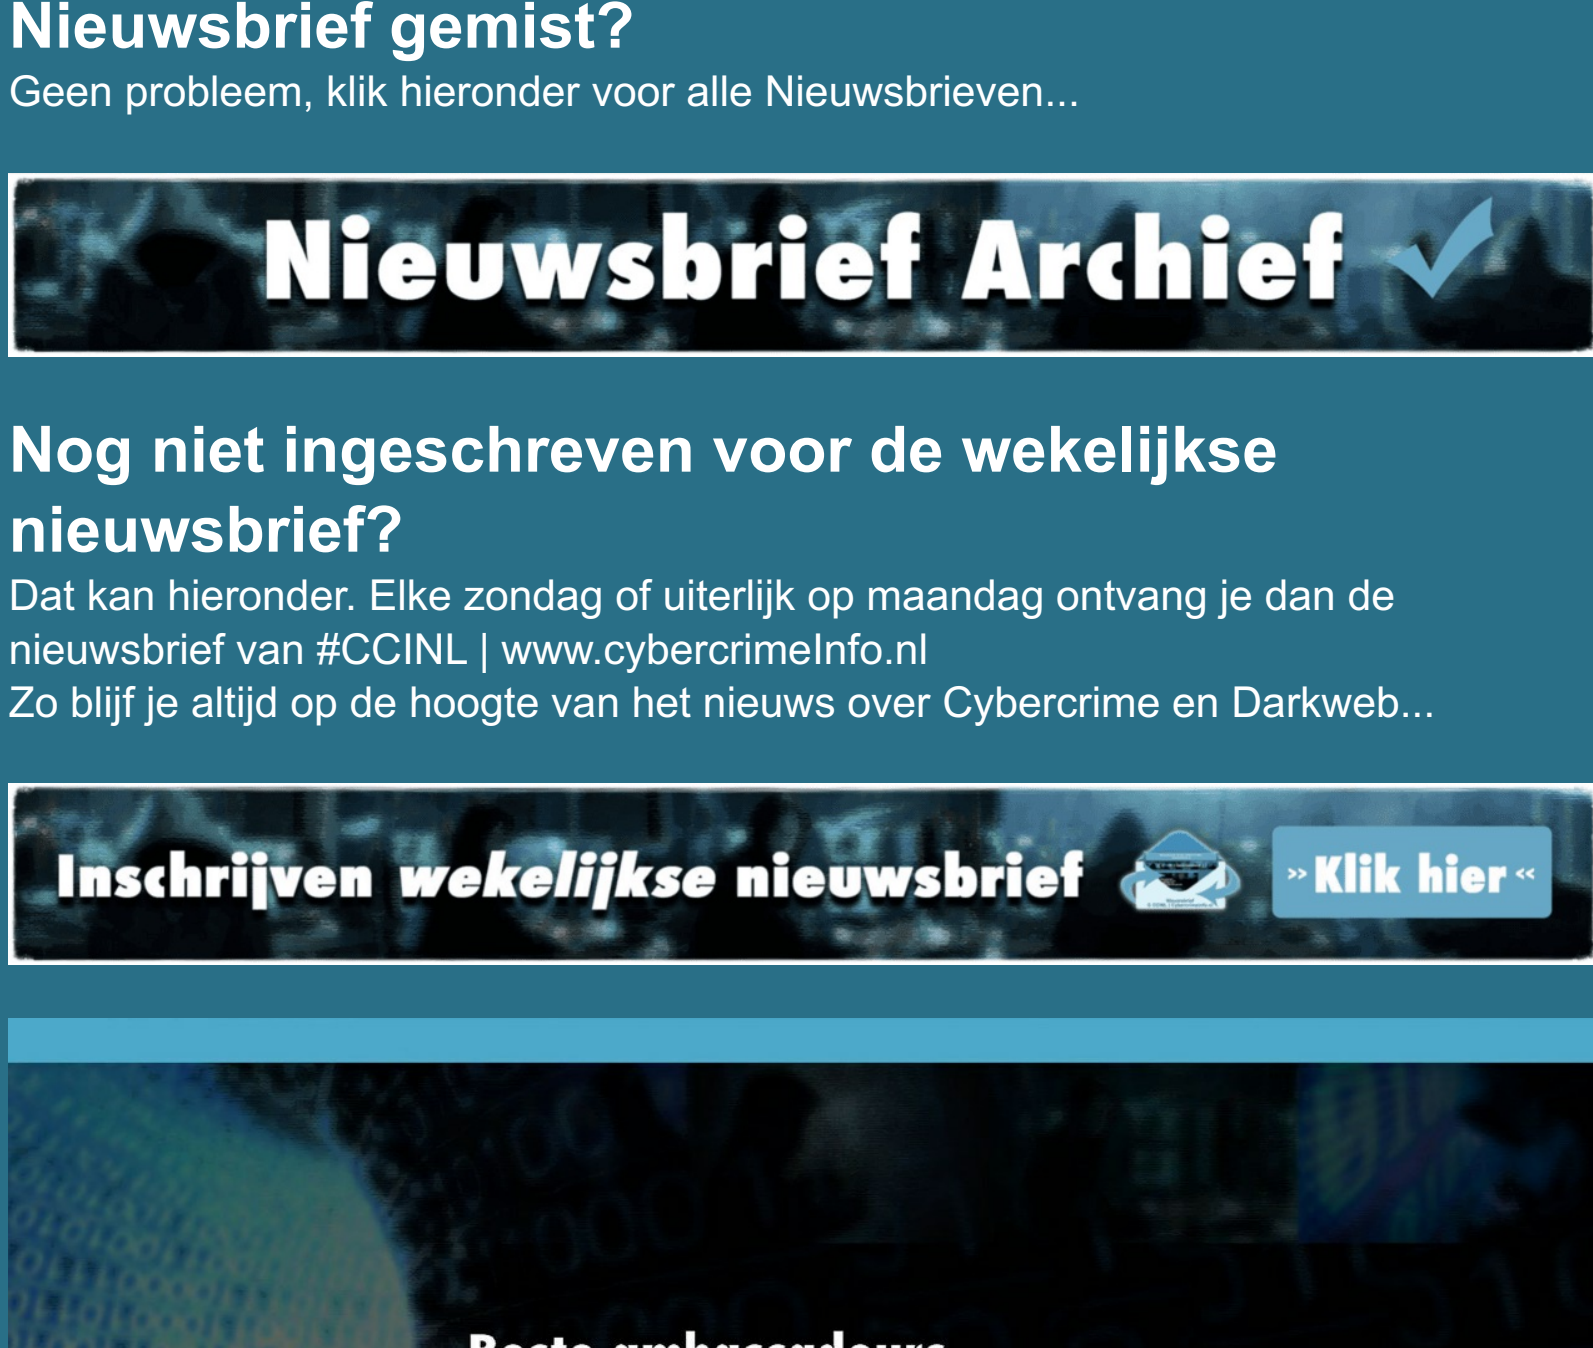 Nieuwsbrief gemist?
Geen probleem, klik hieronder voor alle Nieuwsbrieven...
Nieuwsbrief Archief
Nog niet ingeschreven voor de wekelijkse
nieuwsbrief?
Dat kan hieronder. Elke zondag of uiterlijk op maandag ontvang je dan de
nieuwsbrief van #CCINL | www.cybercrimeInfo.nl
Zo blijf je altijd op de hoogte van het nieuws over Cybercrime en Darkweb...
Inschrijven wekelijkse nieuwsbrief »Klik hier«
Beste ambassadeurs